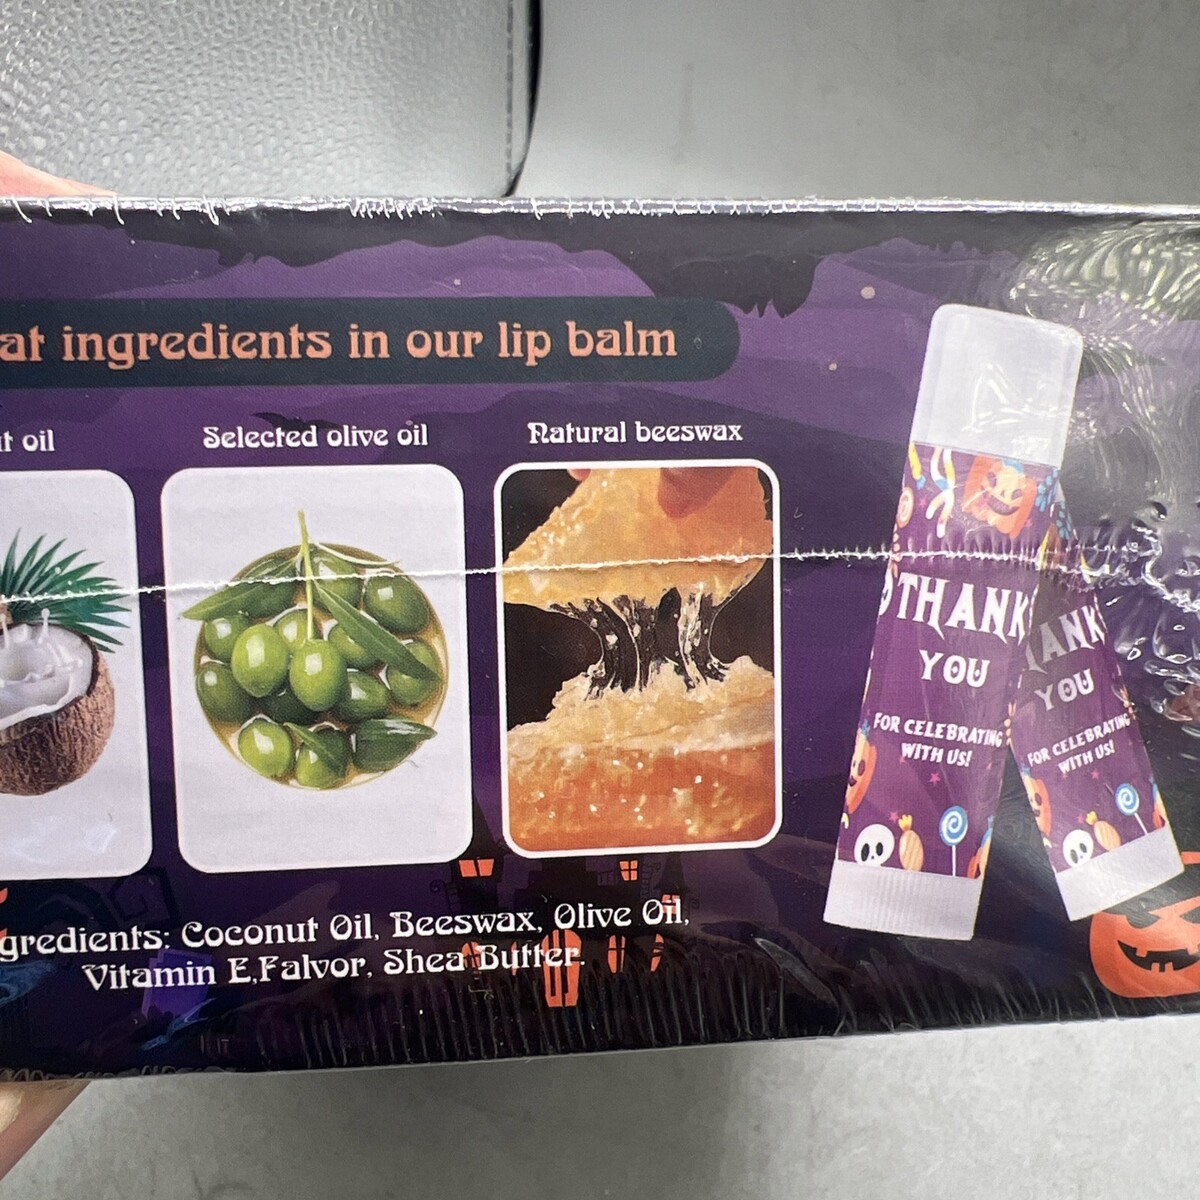 at ingredients in our lip balm
t oil
Selected olive oil
Natural beeswax
THANK
YOU
FOR CELEBRATING
WITH US!
ANK
YOU
FOR CELEBRATING
WITH US!
gredients: Coconut Oil, Beeswax, Olive Oil,
Vitamin E,Falvor, Shea Butter.